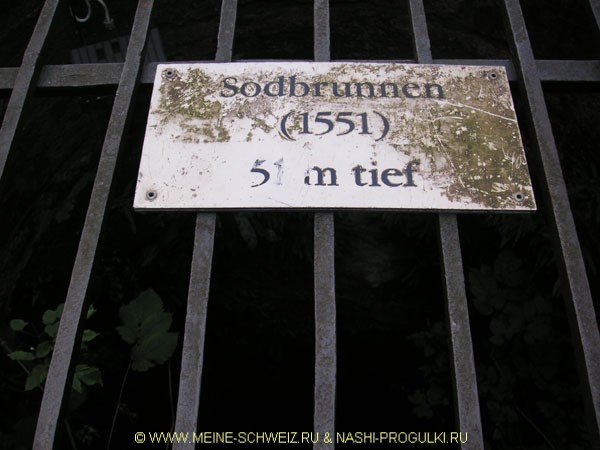 Sodbrunnen
(1551)
51 m tief
© WWW.MEINE-SCHWEIZ.RU & NASHI-PROGULKI.RU